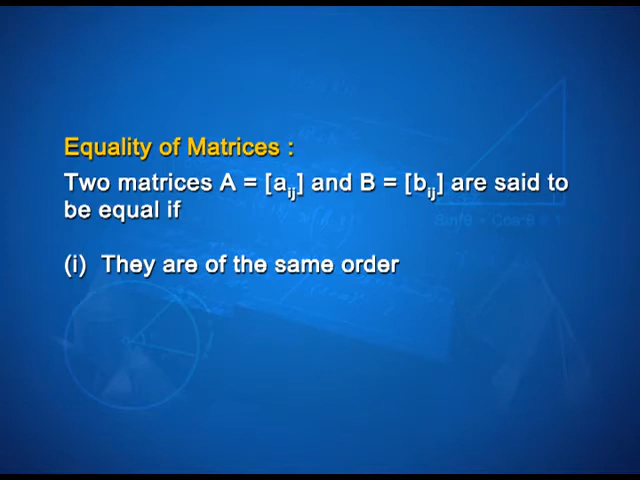 Equality of Matrices :
Two matrices A = [aij] and B = [bij] are said to
be equal if
(i) They are of the same order